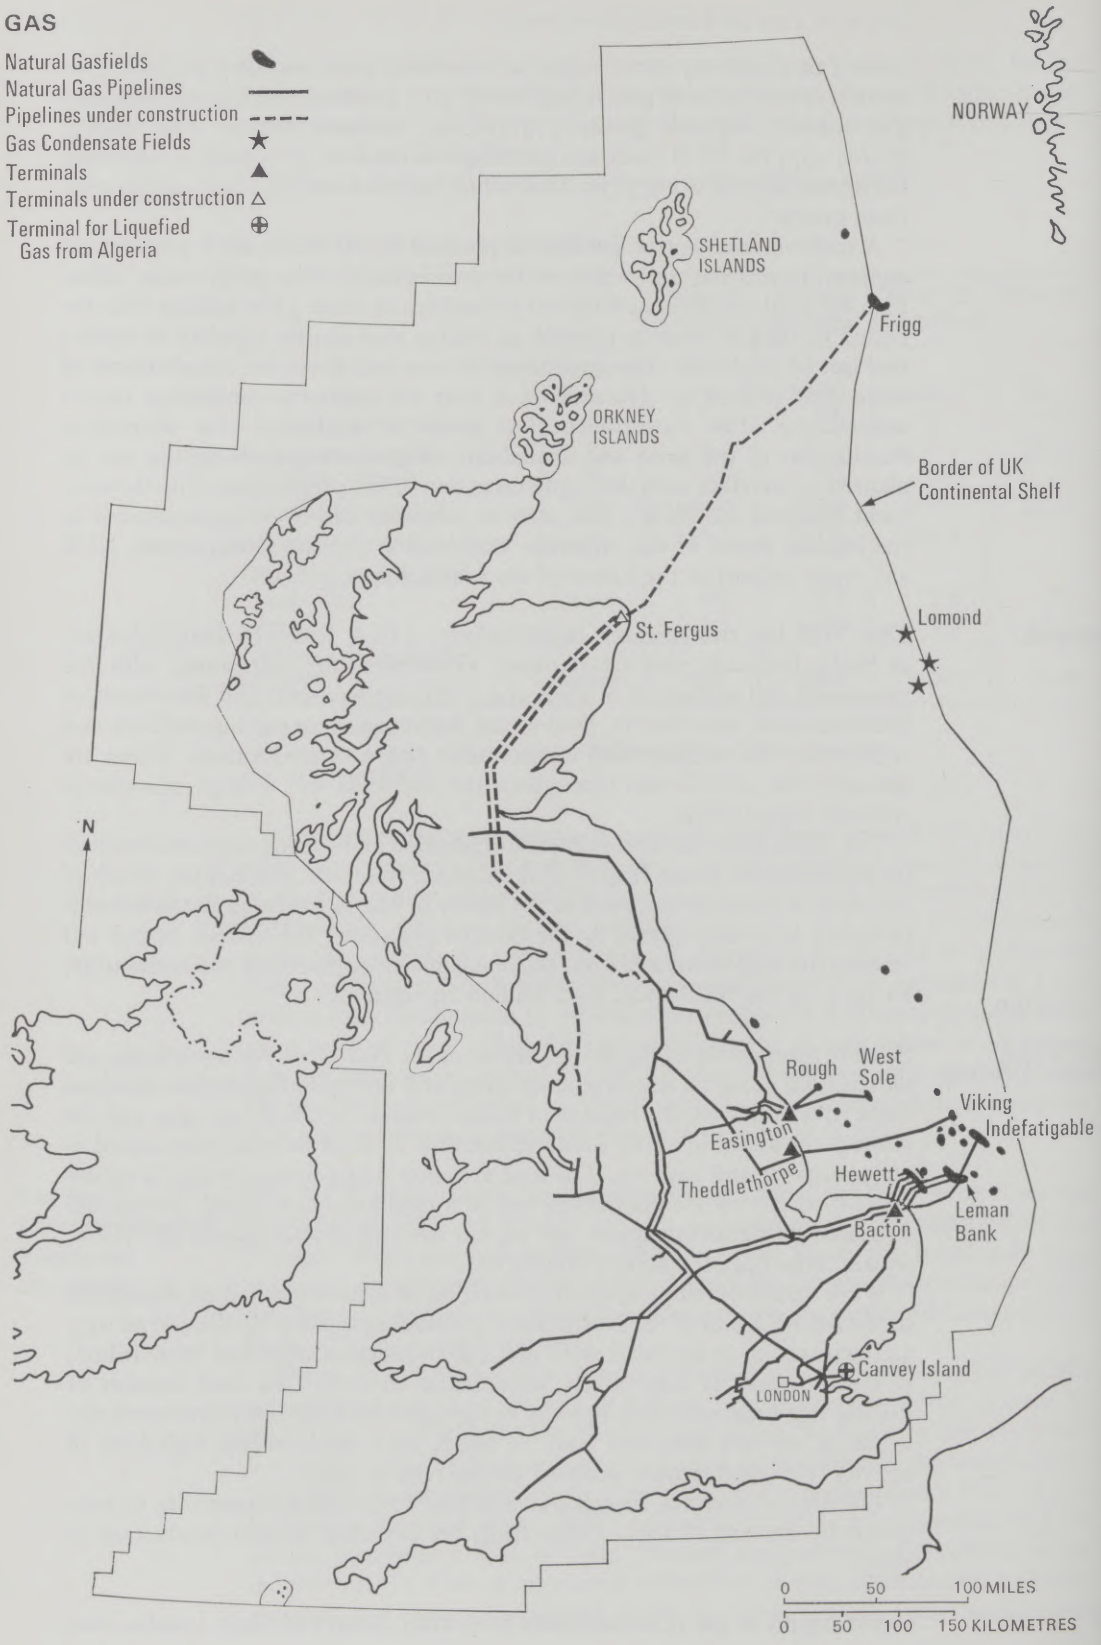 GAS
Natural Gasfields
Natural Gas Pipelines
Pipelines under construction
Gas Condensate Fields
Terminals
Terminals under construction
Terminal for Liquefied
Gas from Algeria
NORWAY
SHETLAND
ISLANDS
Frigg
ORKNEY
ISLANDS
Border of UK
Continental Shelf
Lomond
St. Fergus
N
Rough
West
Sole
Viking
Indefatigable
Easington
Theddlethorpe
Hewett
Leman
Bank
Bacton
Canvey Island
LONDON
0 50 100 MILES
0 50 100 150 KILOMETRES